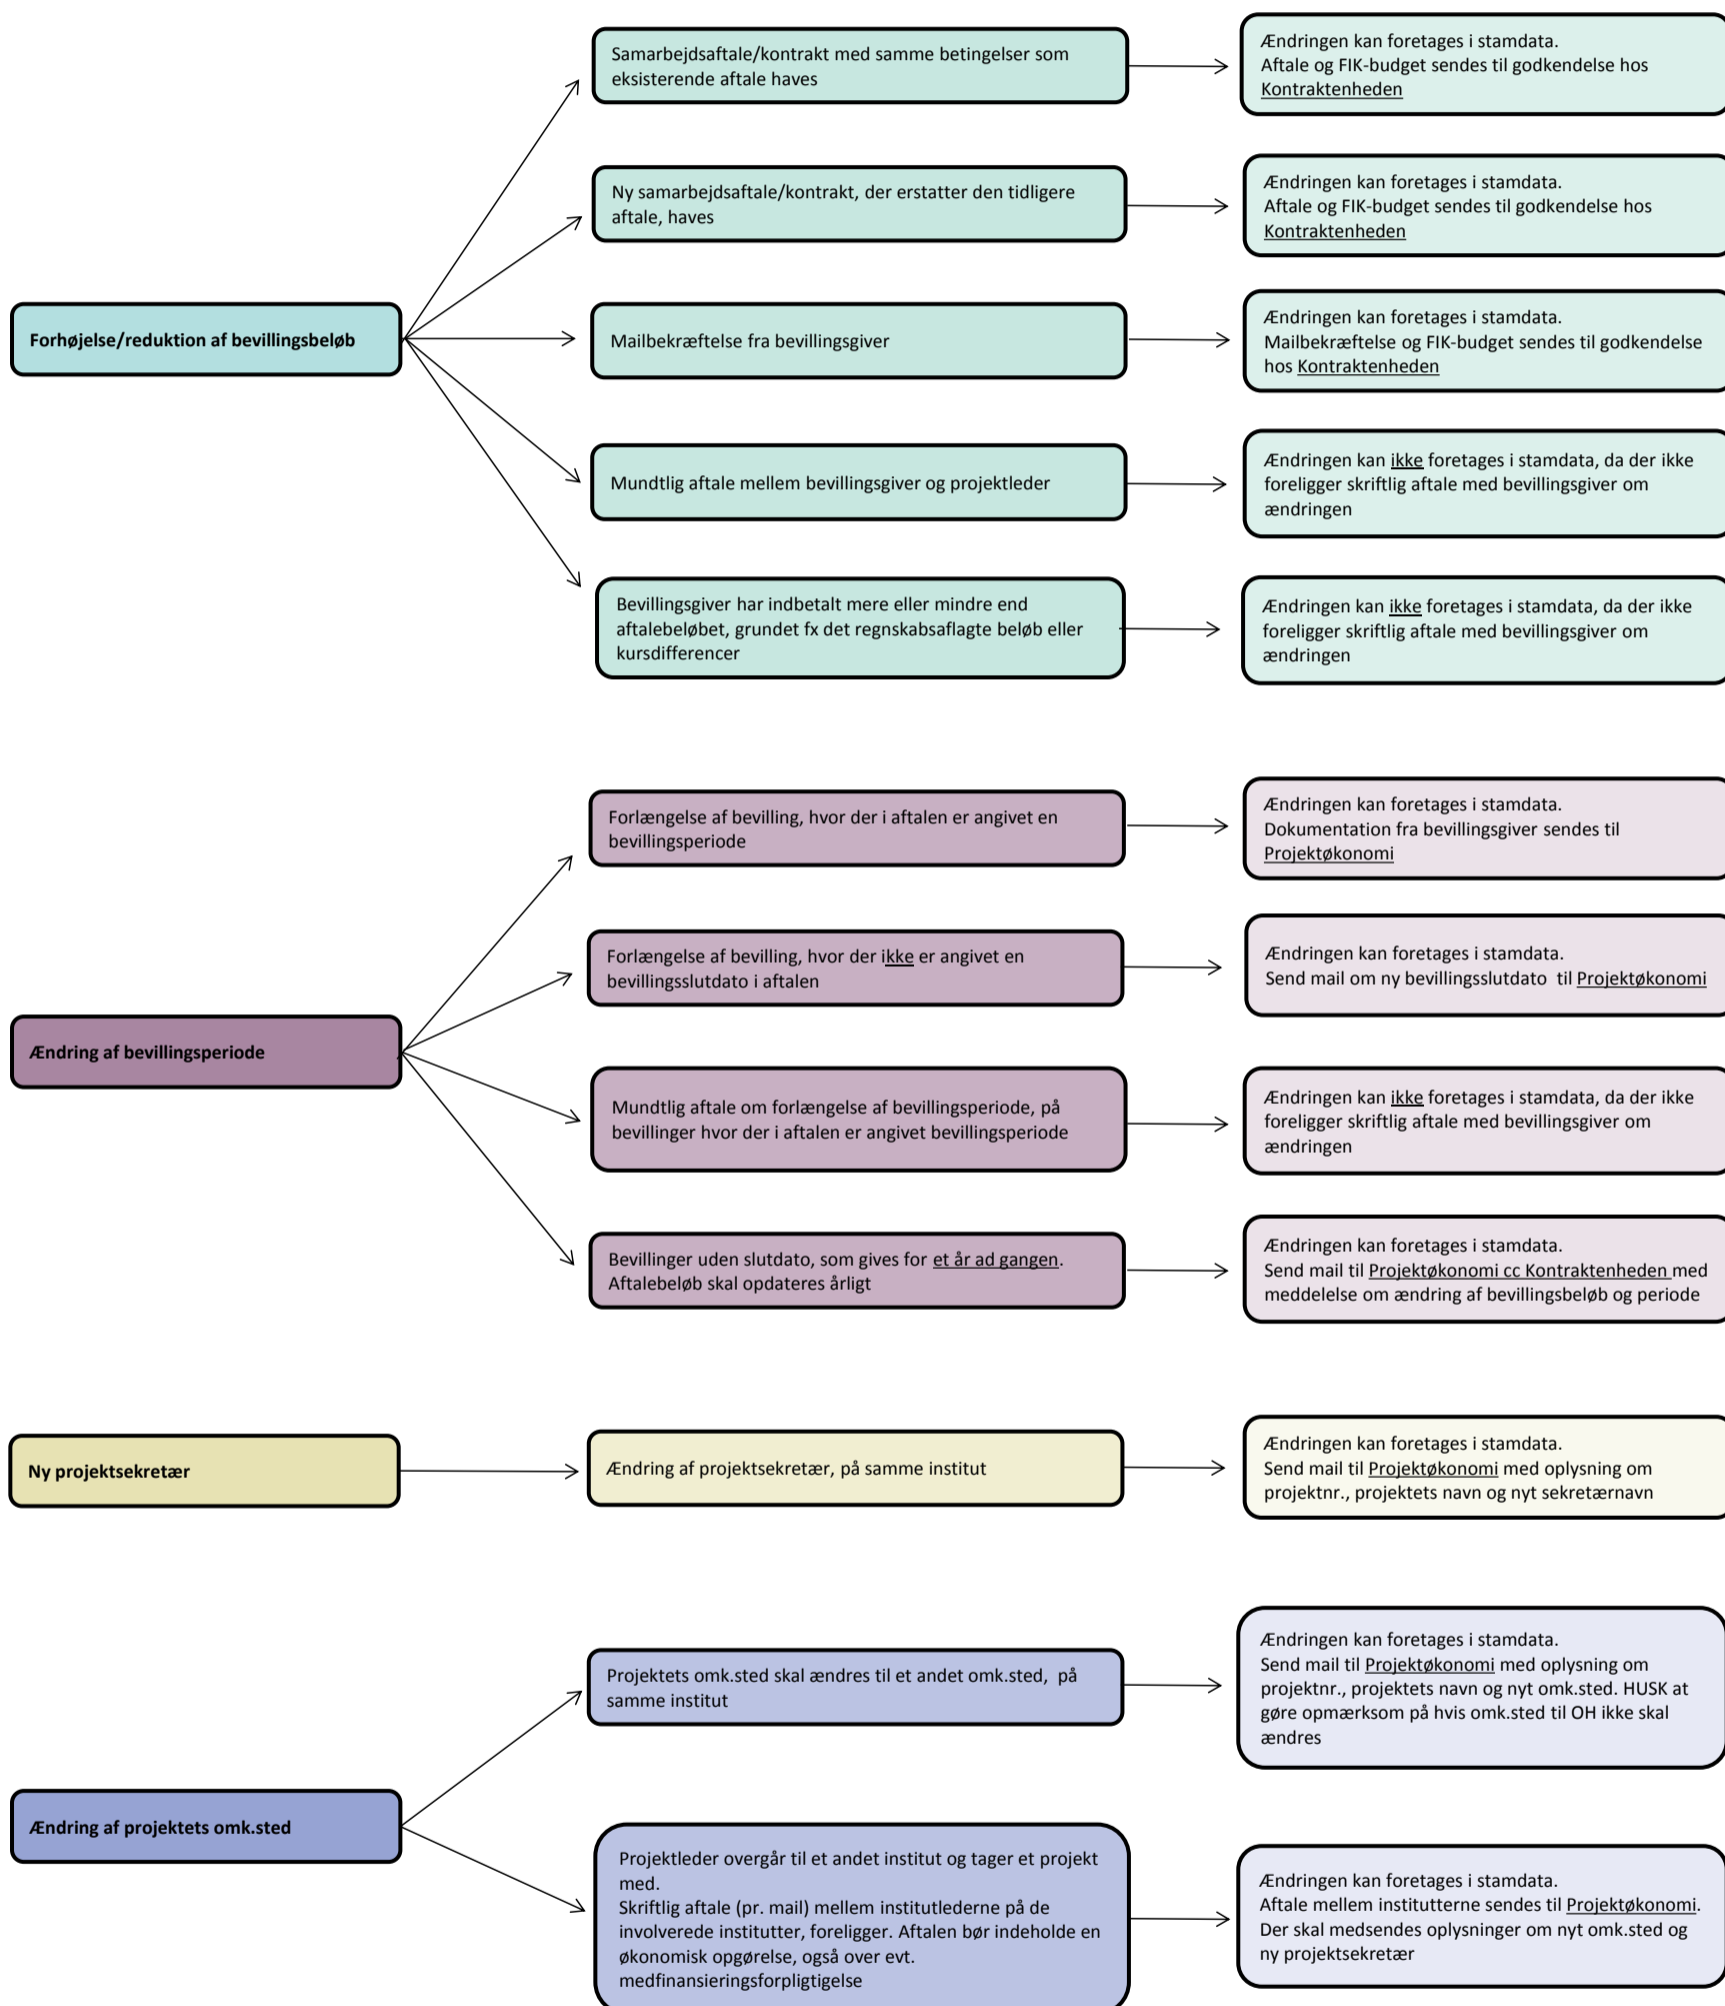 Forhøjelse/reduktion af bevillingsbeløb
Samarbejdsaftale/kontrakt med samme betingelser som
eksisterende aftale haves
Ændringen kan foretages i stamdata.
Aftale og FIK-budget sendes til godkendelse hos
Kontraktenheden
Ny samarbejdsaftale/kontrakt, der erstatter den tidligere
aftale, haves
Ændringen kan foretages i stamdata.
Aftale og FIK-budget sendes til godkendelse hos
Kontraktenheden
Mailbekræftelse fra bevillingsgiver
Ændringen kan foretages i stamdata.
Mailbekræftelse og FIK-budget sendes til godkendelse
hos Kontraktenheden
Mundtlig aftale mellem bevillingsgiver og projektleder
Ændringen kan ikke foretages i stamdata, da der ikke
foreligger skriftlig aftale med bevillingsgiver om
ændringen
Bevillingsgiver har indbetalt mere eller mindre end
aftalebeløbet, grundet fx det regnskabsaflagte beløb eller
kursdifferencer
Ændringen kan ikke foretages i stamdata, da der ikke
foreligger skriftlig aftale med bevillingsgiver om
ændringen
Ændring af bevillingsperiode
Forlængelse af bevilling, hvor der i aftalen er angivet en
bevillingsperiode
Ændringen kan foretages i stamdata.
Dokumentation fra bevillingsgiver sendes til
Projektøkonomi
Forlængelse af bevilling, hvor der ikke er angivet en
bevillingsslutdato i aftalen
Ændringen kan foretages i stamdata.
Send mail om ny bevillingsslutdato  til Projektøkonomi
Mundtlig aftale om forlængelse af bevillingsperiode, på
bevillinger hvor der i aftalen er angivet bevillingsperiode
Ændringen kan ikke foretages i stamdata, da der ikke
foreligger skriftlig aftale med bevillingsgiver om
ændringen
Bevillinger uden slutdato, som gives for et år ad gangen.
Aftalebeløb skal opdateres årligt
Ændringen kan foretages i stamdata.
Send mail til Projektøkonomi cc Kontraktenheden med
meddelelse om ændring af bevillingsbeløb og periode
Ny projektsekretær
Ændring af projektsekretær, på samme institut
Ændringen kan foretages i stamdata.
Send mail til Projektøkonomi med oplysning om
projektnr., projektets navn og nyt sekretærnavn
Ændring af projektets omk.sted
Projektets omk.sted skal ændres til et andet omk.sted,  på
samme institut
Ændringen kan foretages i stamdata.
Send mail til Projektøkonomi med oplysning om
projektnr., projektets navn og nyt omk.sted. HUSK at
gøre opmærksom på hvis omk.sted til OH ikke skal
ændres
Projektleder overgår til et andet institut og tager et projekt
med.
Skriftlig aftale (pr. mail) mellem institutlederne på de
involverede institutter, foreligger. Aftalen bør indeholde en
økonomisk opgørelse, også over evt.
medfinansieringsforpligtigelse
Ændringen kan foretages i stamdata.
Aftale mellem institutterne sendes til Projektøkonomi.
Der skal medsendes oplysninger om nyt omk.sted og
ny projektsekretær